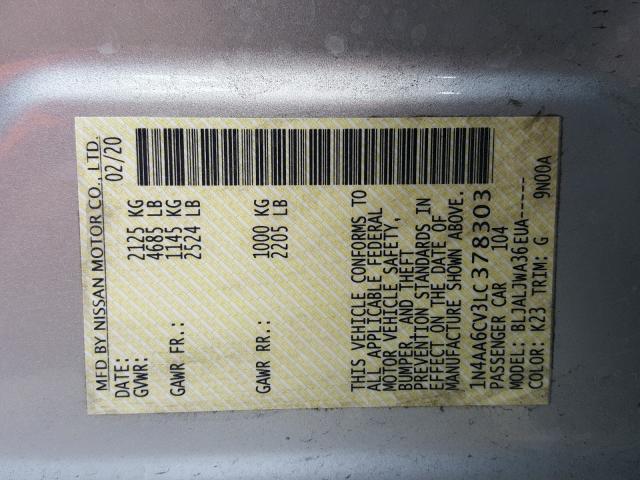 MFD BY NISSAN MOTOR CO., LTD.
DATE: 02/20
GVWR: 2125 KG
4685 LB
GAWR FR.: 1145 KG
2524 LB
GAWR RR.: 1000 KG
2205 LB
THIS VEHICLE CONFORMS TO
ALL APPLICABLE FEDERAL
MOTOR VEHICLE SAFETY,
BUMPER AND THEFT
PREVENTION STANDARDS IN
EFFECT ON THE DATE OF
MANUFACTURE SHOWN ABOVE.
1N4AA6CV3LC378303
PASSENGER CAR 104
MODEL: BLJALJWA36EUA-----
COLOR: K23 TRIM: G 9N00A